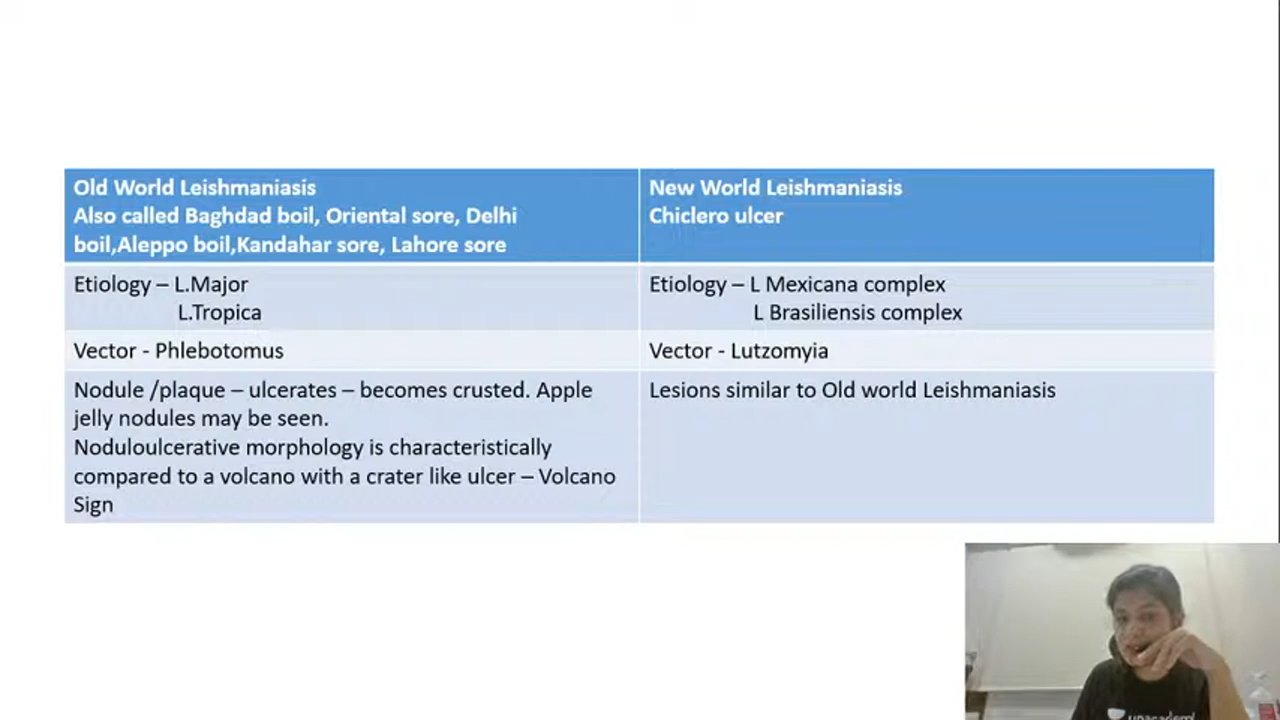 Old World Leishmaniasis
Also called Baghdad boil, Oriental sore, Delhi
boil,Aleppo boil,Kandahar sore, Lahore sore
New World Leishmaniasis
Chiclero ulcer
Etiology – L.Major
L.Tropica
Etiology – L Mexicana complex
L Brasiliensis complex
Vector - Phlebotomus
Vector - Lutzomyia
Nodule /plaque – ulcerates – becomes crusted. Apple
jelly nodules may be seen.
Noduloulcerative morphology is characteristically
compared to a volcano with a crater like ulcer – Volcano
Sign
Lesions similar to Old world Leishmaniasis
unacademy